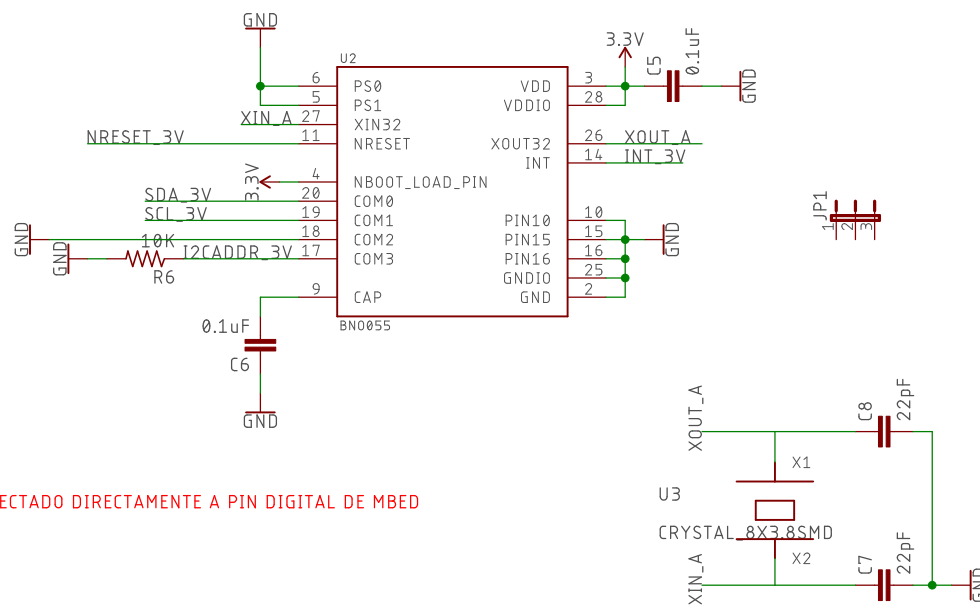 GND
U2
3.3V
C5
0.1uF
GND
6 PS0
5 PS1
XIN_A 27 XIN32
NRESET_3V 11 NRESET
3.3V 4 NBOOT_LOAD_PIN
SDA_3V 20 COM0
SCL_3V 19 COM1
GND 18 COM2
GND 10K R6 I2CADDR_3V 17 COM3
9 CAP
VDD 3
VDDIO 28
XOUT32 26 XOUT_A
INT 14 INT_3V
PIN10 10
PIN15 15 GND
PIN16 16
GNDIO 25
GND 2
BNO055
JP1
1 2 3
0.1uF
C6
GND
ECTADO DIRECTAMENTE A PIN DIGITAL DE MBED
XOUT_A
C8
22pF
X1
U3
CRYSTAL_8X3.8SMD
X2
XIN_A
C7
22pF
GND